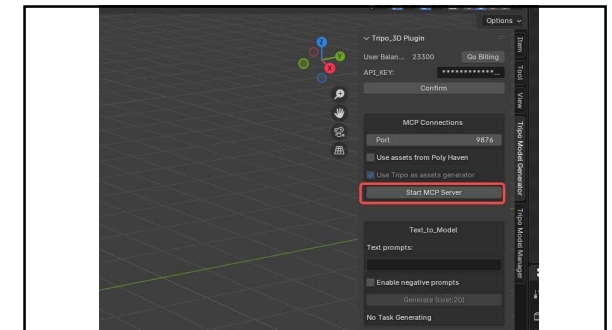 Options
Tripo_3D Plugin
User Balan... 23300 Go Billing
API_KEY: ************...
Confirm
MCP Connections
Port 9876
Use assets from Poly Haven
Use Tripo as assets generator
Start MCP Server
Text_to_Model
Text prompts:
Enable negative prompts
Generate (cost:20)
No Task Generating
Item
Tool
View
Tripo Model Generator
Tripo Model Manager
Z
Y
X